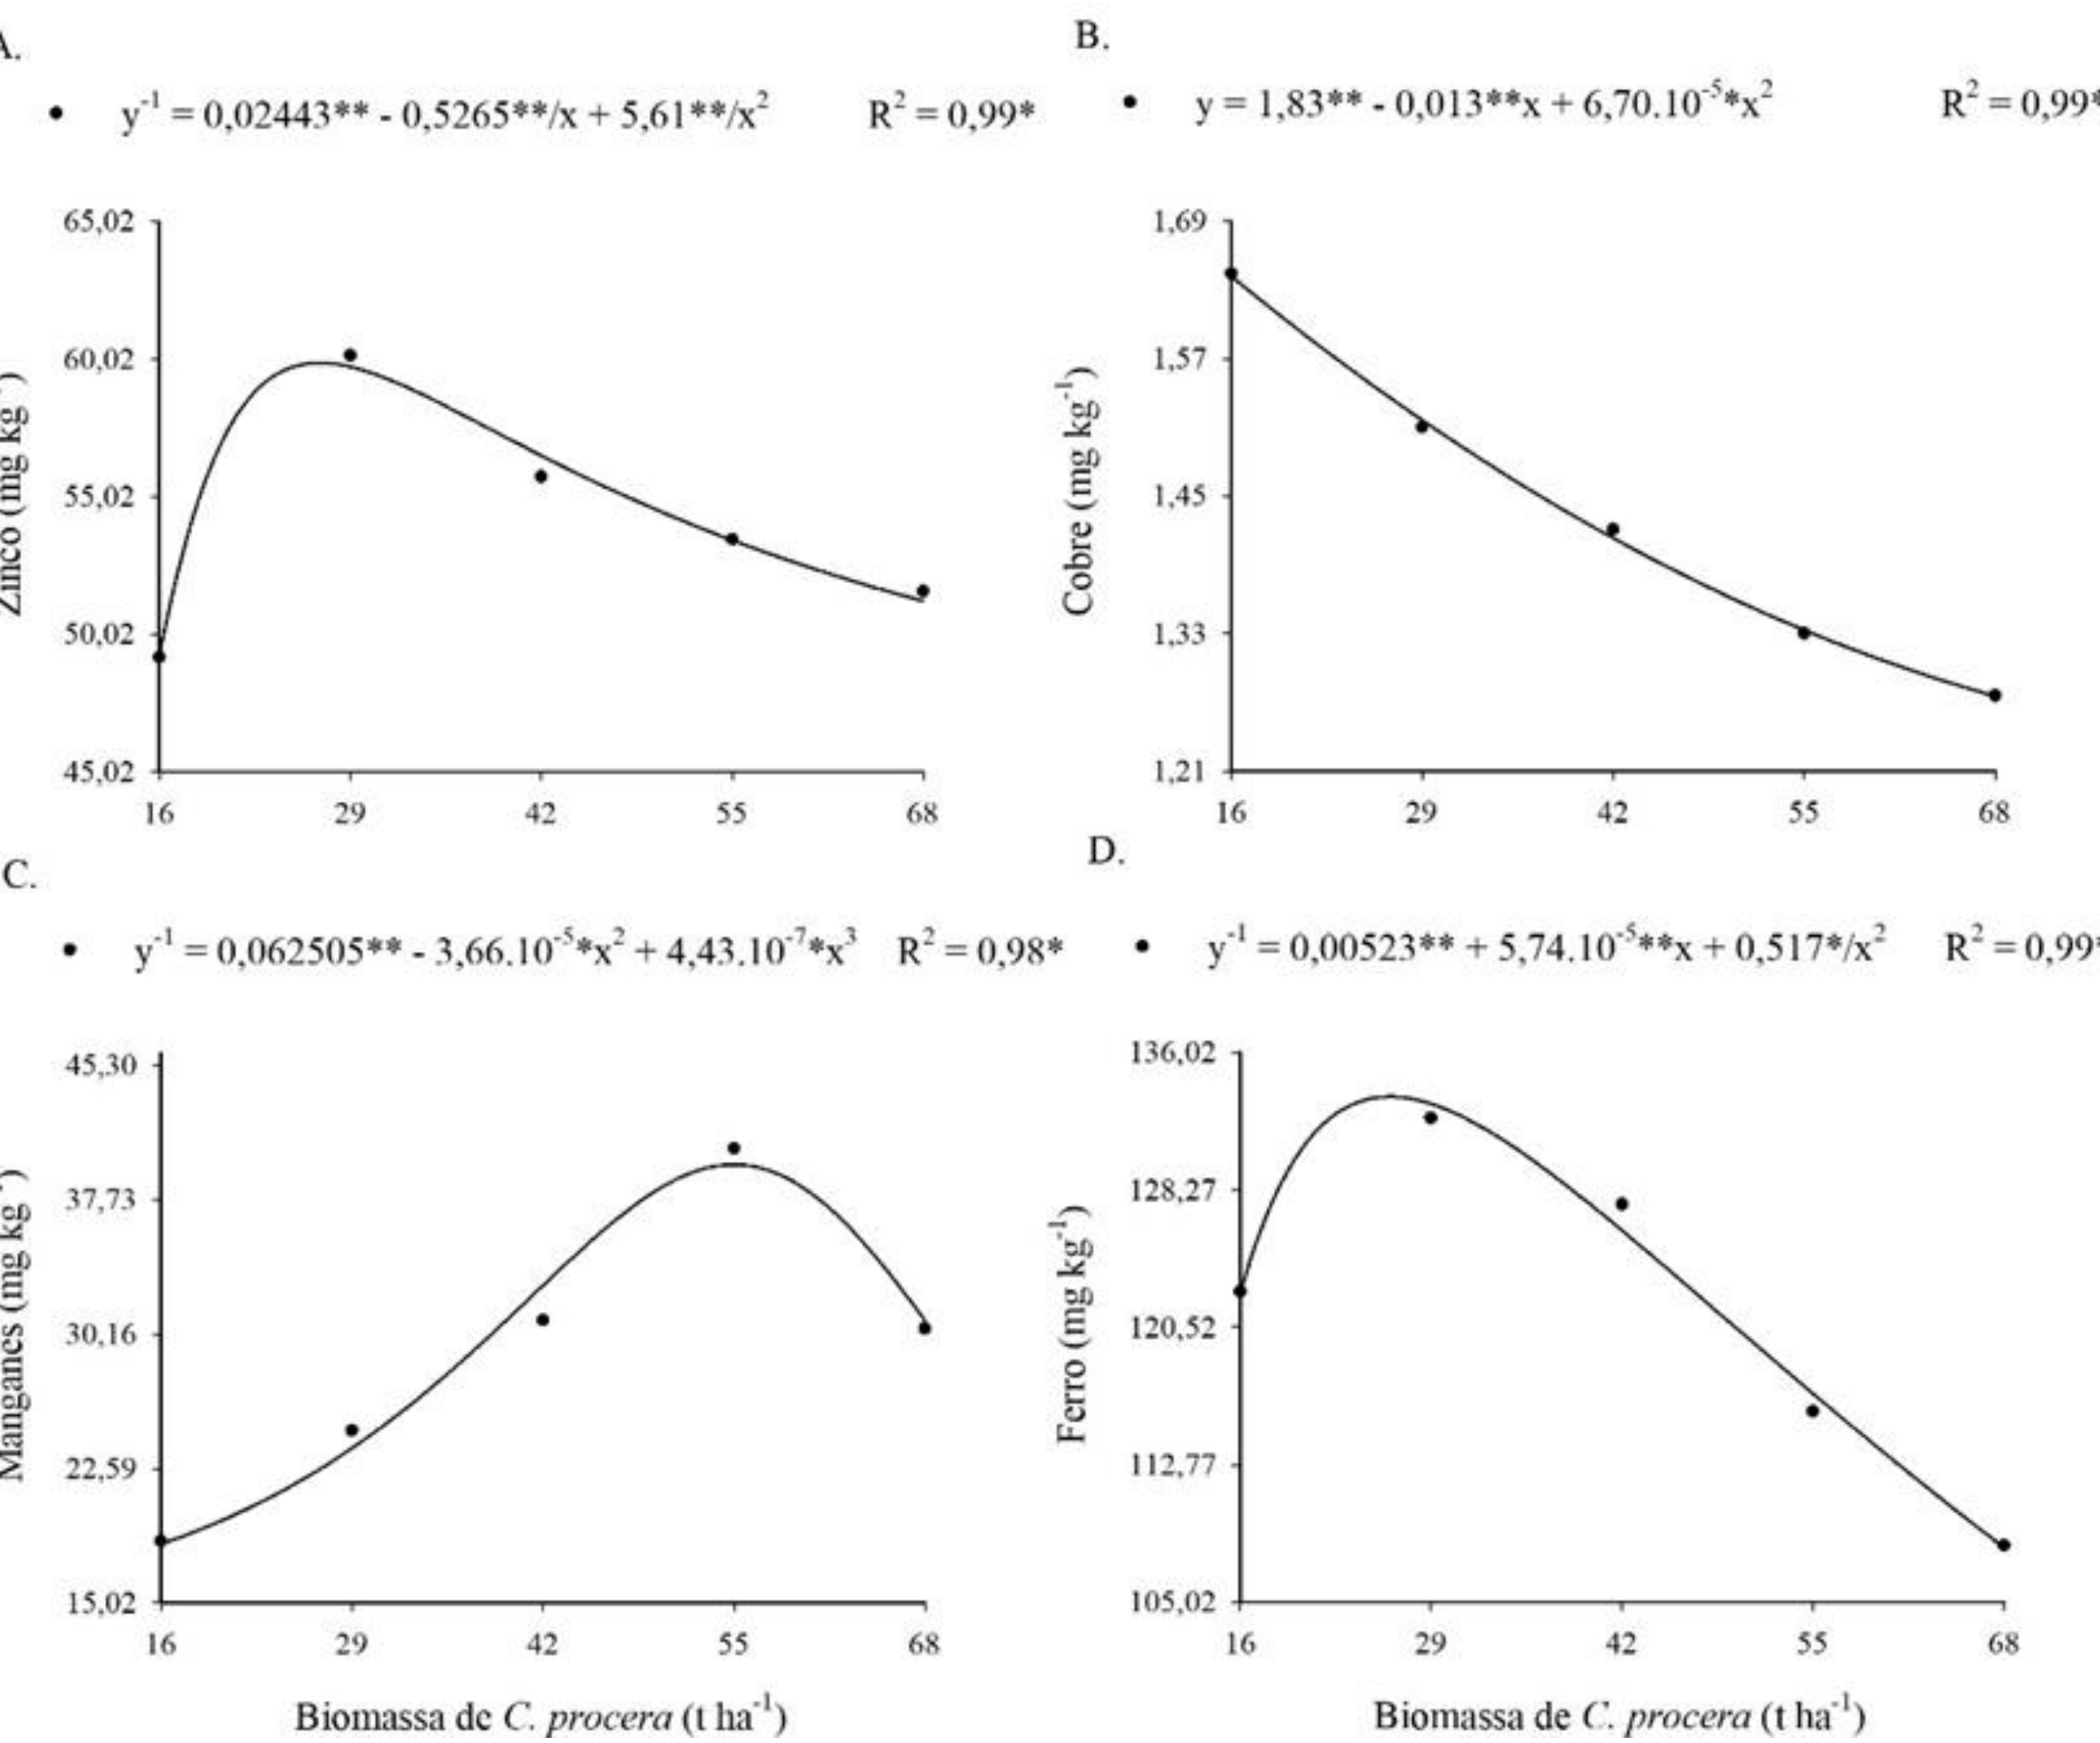 A.
y⁻¹ = 0,02443** - 0,5265**/x + 5,61**/x² R² = 0,99*
65,02
60,02
55,02
50,02
45,02
Zinco (mg kg⁻¹)
16 29 42 55 68
B.
y = 1,83** - 0,013**x + 6,70.10⁻⁵*x² R² = 0,99*
1,69
1,57
1,45
1,33
1,21
Cobre (mg kg⁻¹)
16 29 42 55 68
C.
y⁻¹ = 0,062505** - 3,66.10⁻⁵*x² + 4,43.10⁻⁷*x³ R² = 0,98*
45,30
37,73
30,16
22,59
15,02
Manganes (mg kg⁻¹)
16 29 42 55 68
Biomassa de C. procera (t ha⁻¹)
D.
y⁻¹ = 0,00523** + 5,74.10⁻⁵**x + 0,517*/x² R² = 0,99*
136,02
128,27
120,52
112,77
105,02
Ferro (mg kg⁻¹)
16 29 42 55 68
Biomassa de C. procera (t ha⁻¹)